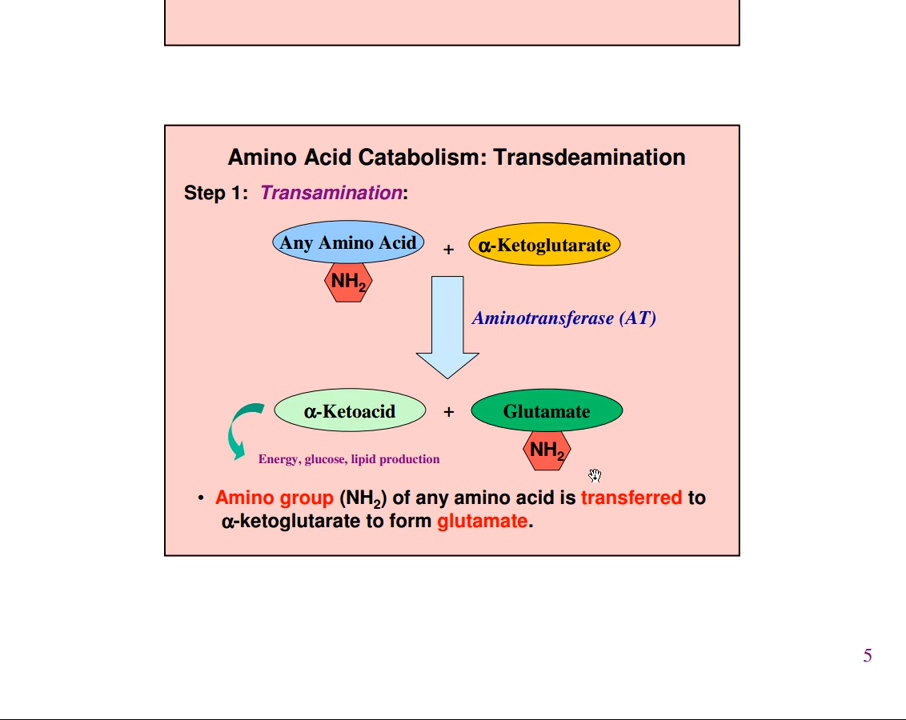 Amino Acid Catabolism: Transdeamination
Step 1: Transamination:
Any Amino Acid + α-Ketoglutarate
NH2
Aminotransferase (AT)
α-Ketoacid + Glutamate
NH2
Energy, glucose, lipid production
• Amino group (NH2) of any amino acid is transferred to
α-ketoglutarate to form glutamate.
5